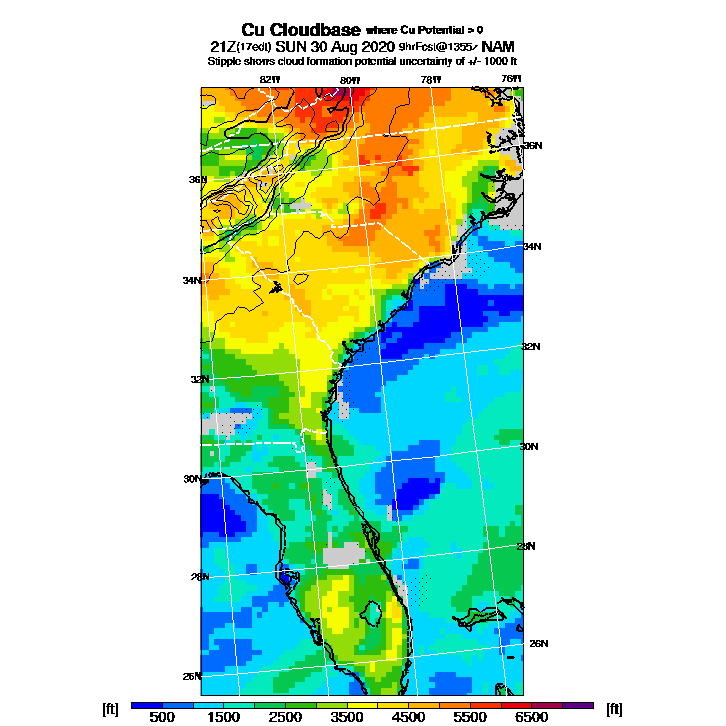 Cu Cloudbase where Cu Potential > 0
21Z(17edt) SUN 30 Aug 2020 9hrFcst@1355z NAM
Stipple shows cloud formation potential uncertainty of +/- 1000 ft
82W 80W 78W 76W
36N
36N
34N
34N
32N
32N
30N
30N
28N
28N
26N
26N
[ft] 500 1500 2500 3500 4500 5500 6500 [ft]